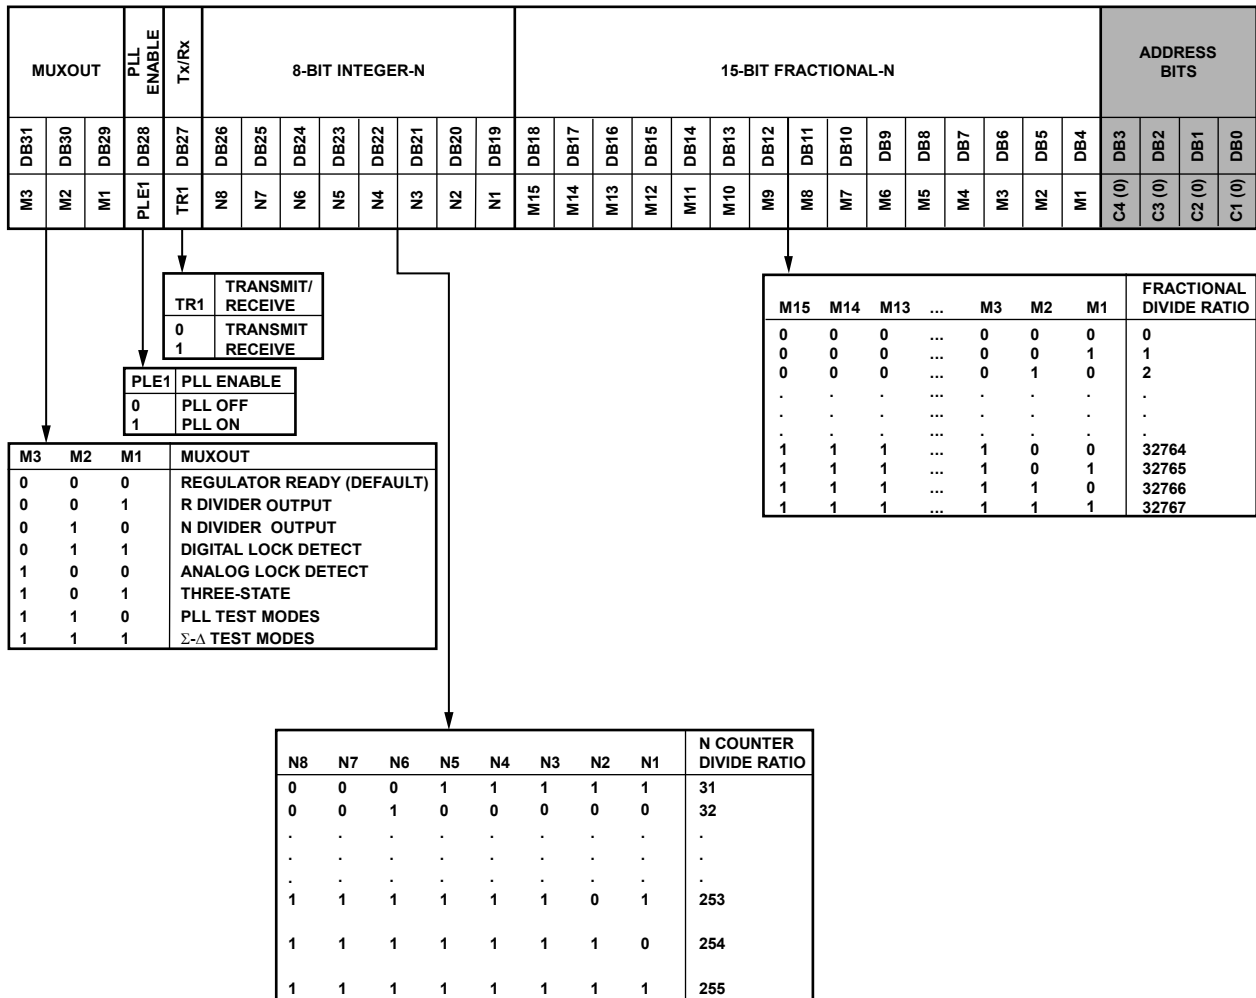 MUXOUT PLL ENABLE Tx/Rx 8-BIT INTEGER-N 15-BIT FRACTIONAL-N ADDRESS BITS
DB31 DB30 DB29 DB28 DB27 DB26 DB25 DB24 DB23 DB22 DB21 DB20 DB19 DB18 DB17 DB16 DB15 DB14 DB13 DB12 DB11 DB10 DB9 DB8 DB7 DB6 DB5 DB4 DB3 DB2 DB1 DB0
M3 M2 M1 PLE1 TR1 N8 N7 N6 N5 N4 N3 N2 N1 M15 M14 M13 M12 M11 M10 M9 M8 M7 M6 M5 M4 M3 M2 M1 C4 (0) C3 (0) C2 (0) C1 (0)
TR1 TRANSMIT/ RECEIVE
0 TRANSMIT
1 RECEIVE
PLE1 PLL ENABLE
0 PLL OFF
1 PLL ON
M3 M2 M1 MUXOUT
0 0 0 REGULATOR READY (DEFAULT)
0 0 1 R DIVIDER OUTPUT
0 1 0 N DIVIDER OUTPUT
0 1 1 DIGITAL LOCK DETECT
1 0 0 ANALOG LOCK DETECT
1 0 1 THREE-STATE
1 1 0 PLL TEST MODES
1 1 1 Σ-Δ TEST MODES
M15 M14 M13 ... M3 M2 M1 FRACTIONAL DIVIDE RATIO
0 0 0 ... 0 0 0 0
0 0 0 ... 0 0 1 1
0 0 0 ... 0 1 0 2
. . . ... . . . .
. . . ... . . . .
. . . ... . . . .
1 1 1 ... 1 0 0 32764
1 1 1 ... 1 0 1 32765
1 1 1 ... 1 1 0 32766
1 1 1 ... 1 1 1 32767
N8 N7 N6 N5 N4 N3 N2 N1 N COUNTER DIVIDE RATIO
0 0 0 1 1 1 1 1 31
0 0 1 0 0 0 0 0 32
. . . . . . . . .
. . . . . . . . .
. . . . . . . . .
1 1 1 1 1 1 0 1 253
1 1 1 1 1 1 1 0 254
1 1 1 1 1 1 1 1 255